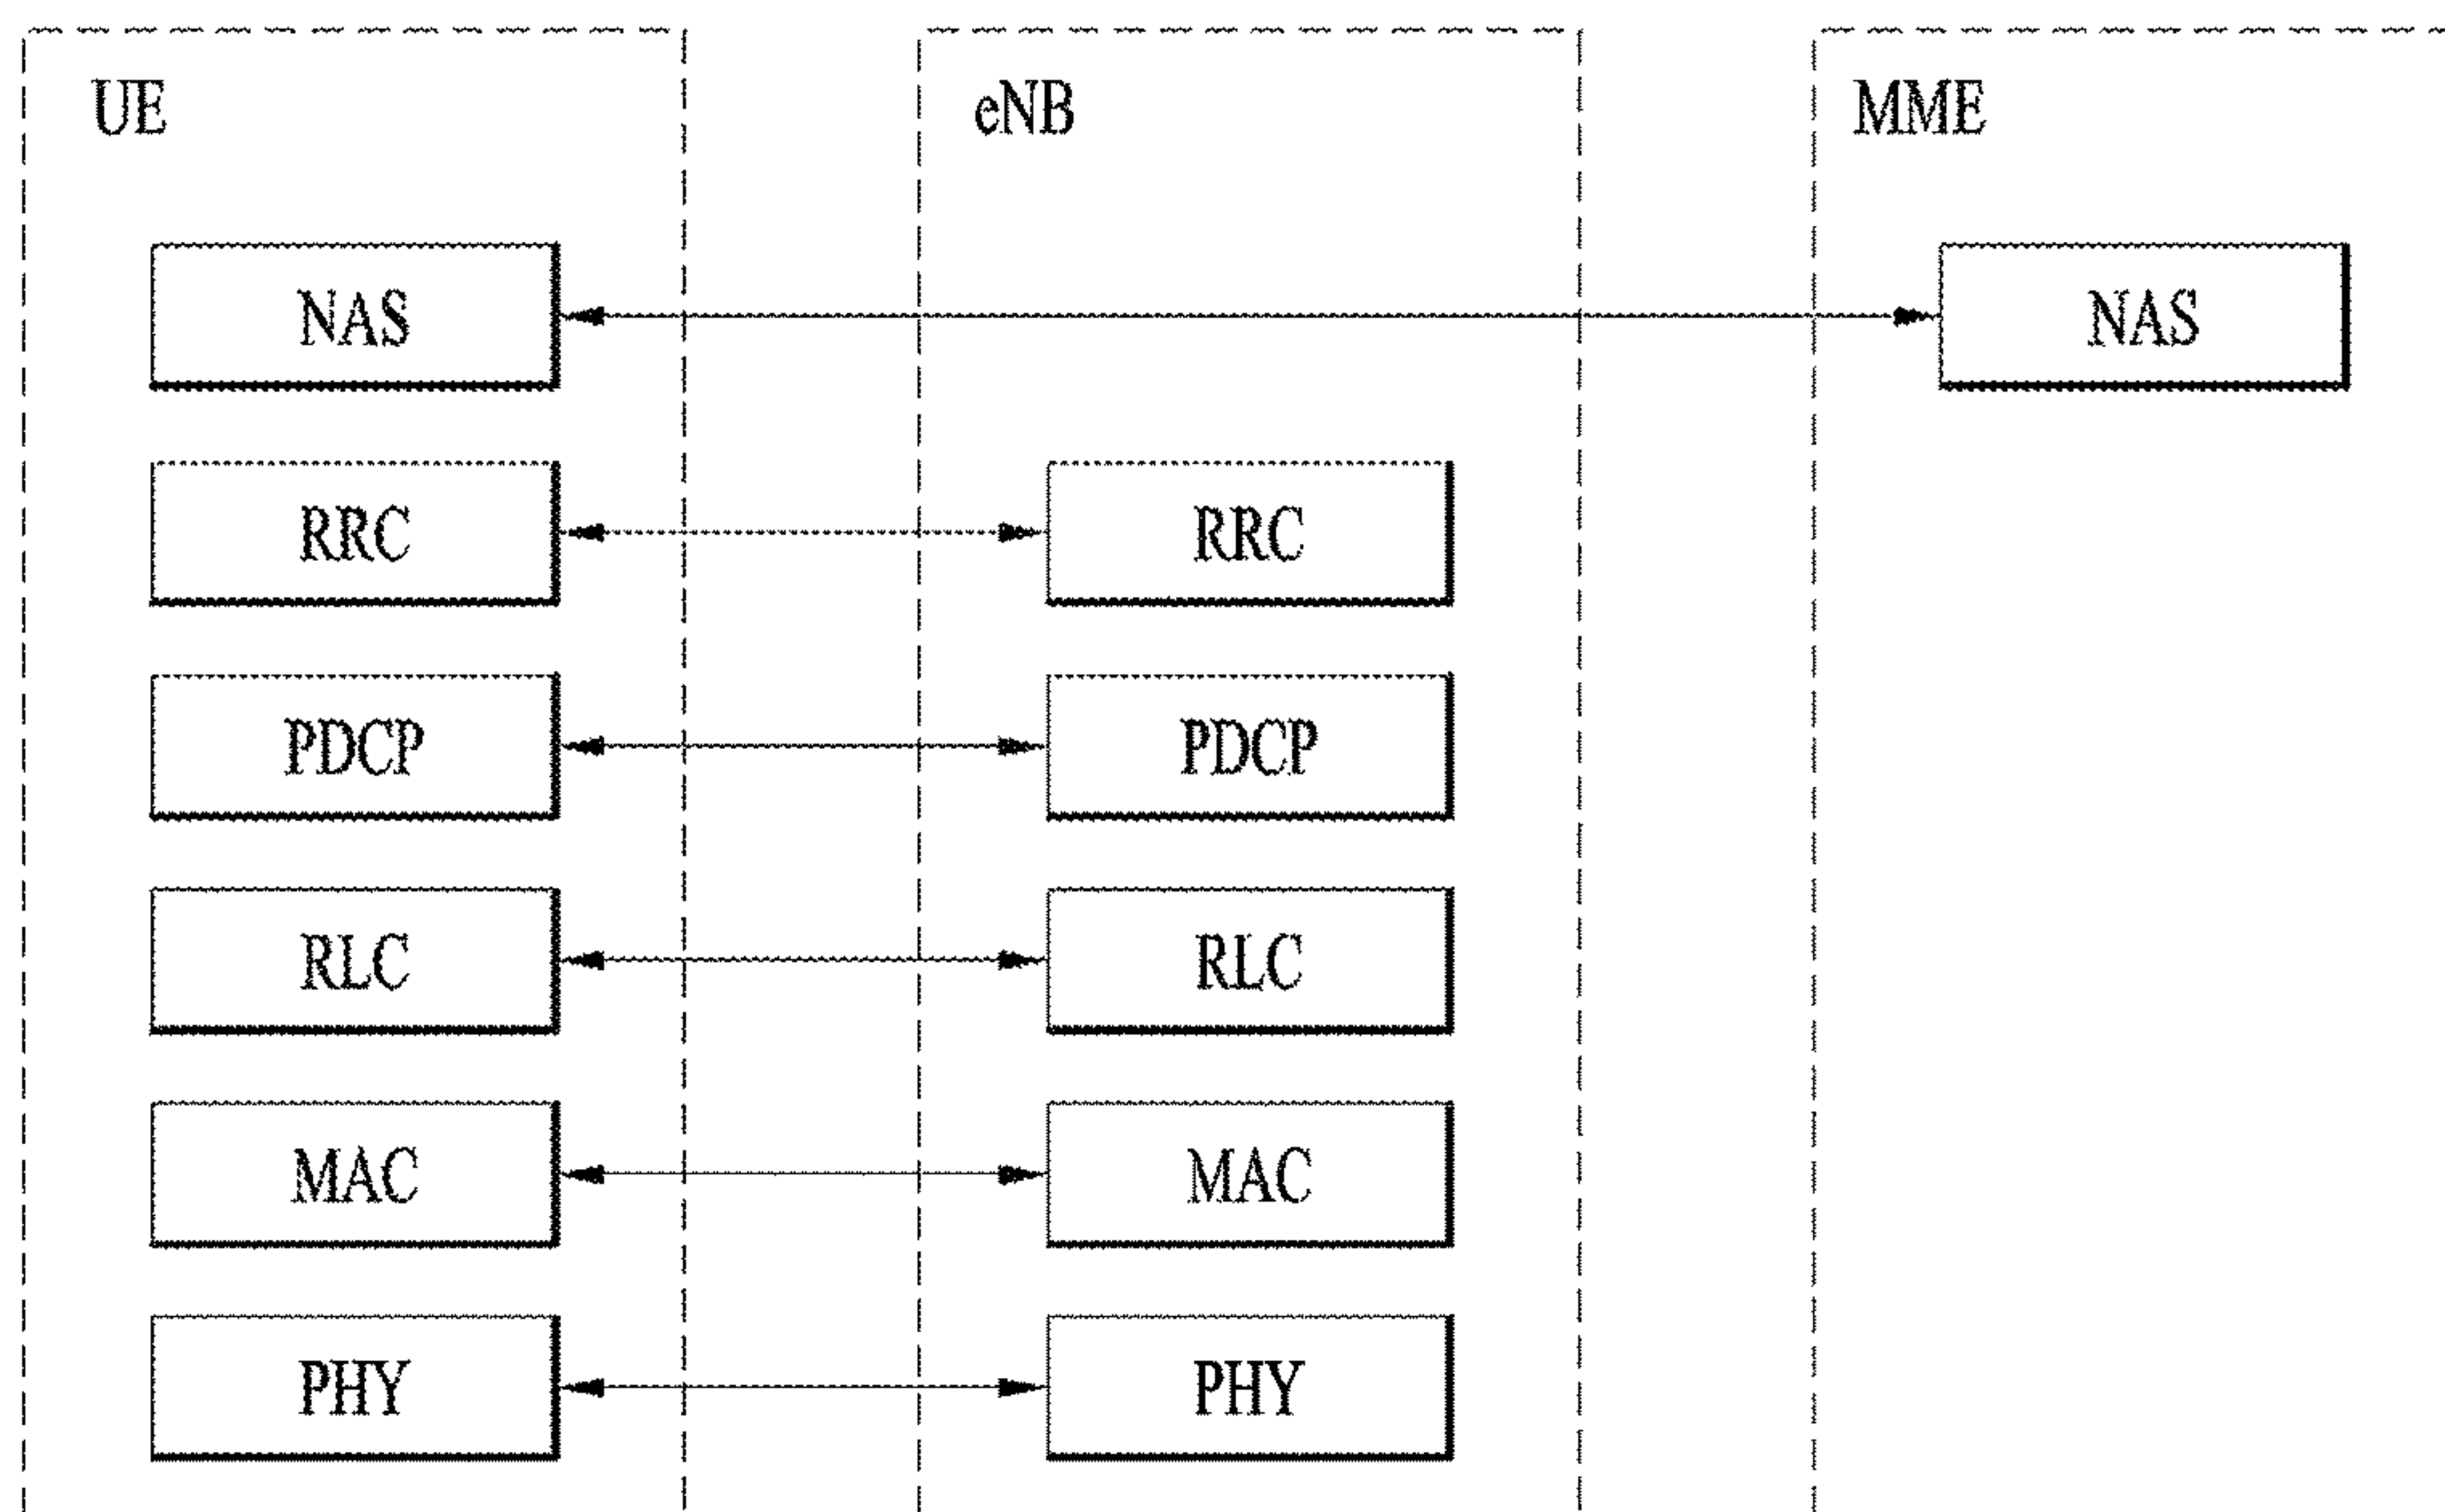 UE eNB MME
NAS NAS
RRC RRC
PDCP PDCP
RLC RLC
MAC MAC
PHY PHY